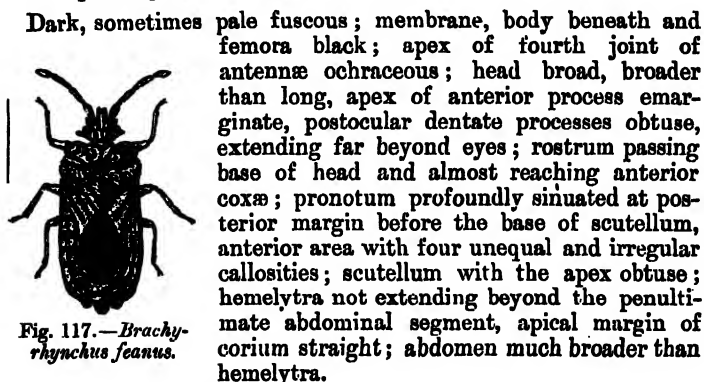 Dark, sometimes pale fuscous ; membrane, body beneath and
femora black ; apex of fourth joint of
antennæ ochraceous ; head broad, broader
than long, apex of anterior process emar-
ginate, postocular dentate processes obtuse,
extending far beyond eyes ; rostrum passing
base of head and almost reaching anterior
coxæ ; pronotum profoundly sinuated at pos-
terior margin before the base of scutellum,
anterior area with four unequal and irregular
callosities ; scutellum with the apex obtuse ;
hemelytra not extending beyond the penulti-
mate abdominal segment, apical margin of
corium straight ; abdomen much broader than
hemelytra.
Fig. 117.—Brachy-
rhynchus feanus.